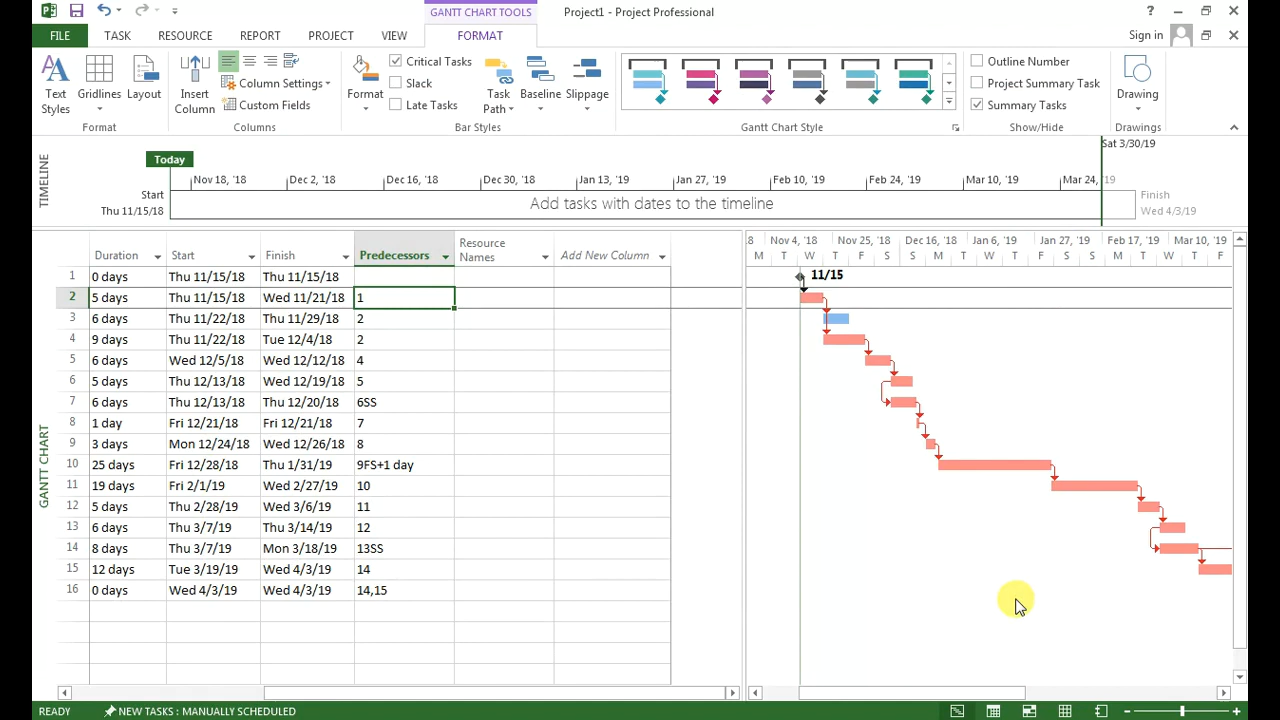 GANTT CHART TOOLS
Project1 - Project Professional
?
FILE TASK RESOURCE REPORT PROJECT VIEW FORMAT
Sign in
Text Styles
Gridlines
Layout
Format
Insert Column
Column Settings
Custom Fields
Columns
Format
Critical Tasks
Slack
Late Tasks
Task Path
Baseline
Slippage
Bar Styles
Gantt Chart Style
Outline Number
Project Summary Task
Summary Tasks
Show/Hide
Drawing
Drawings
TIMELINE
Today
Sat 3/30/19
Nov 18, '18 Dec 2, '18 Dec 16, '18 Dec 30, '18 Jan 13, '19 Jan 27, '19 Feb 10, '19 Feb 24, '19 Mar 10, '19 Mar 24, '19
Start
Thu 11/15/18
Add tasks with dates to the timeline
Finish
Wed 4/3/19
GANTT CHART
Duration Start Finish Predecessors Resource Names Add New Column
1 0 days Thu 11/15/18 Thu 11/15/18
2 5 days Thu 11/15/18 Wed 11/21/18 1
3 6 days Thu 11/22/18 Thu 11/29/18 2
4 9 days Thu 11/22/18 Tue 12/4/18 2
5 6 days Wed 12/5/18 Wed 12/12/18 4
6 5 days Thu 12/13/18 Wed 12/19/18 5
7 6 days Thu 12/13/18 Thu 12/20/18 6SS
8 1 day Fri 12/21/18 Fri 12/21/18 7
9 3 days Mon 12/24/18 Wed 12/26/18 8
10 25 days Fri 12/28/18 Thu 1/31/19 9FS+1 day
11 19 days Fri 2/1/19 Wed 2/27/19 10
12 5 days Thu 2/28/19 Wed 3/6/19 11
13 6 days Thu 3/7/19 Thu 3/14/19 12
14 8 days Thu 3/7/19 Mon 3/18/19 13SS
15 12 days Tue 3/19/19 Wed 4/3/19 14
16 0 days Wed 4/3/19 Wed 4/3/19 14,15
8 Nov 4, '18 Nov 25, '18 Dec 16, '18 Jan 6, '19 Jan 27, '19 Feb 17, '19 Mar 10, '19
M T W T F S S M T W T F S S M T W T F
11/15
READY NEW TASKS : MANUALLY SCHEDULED